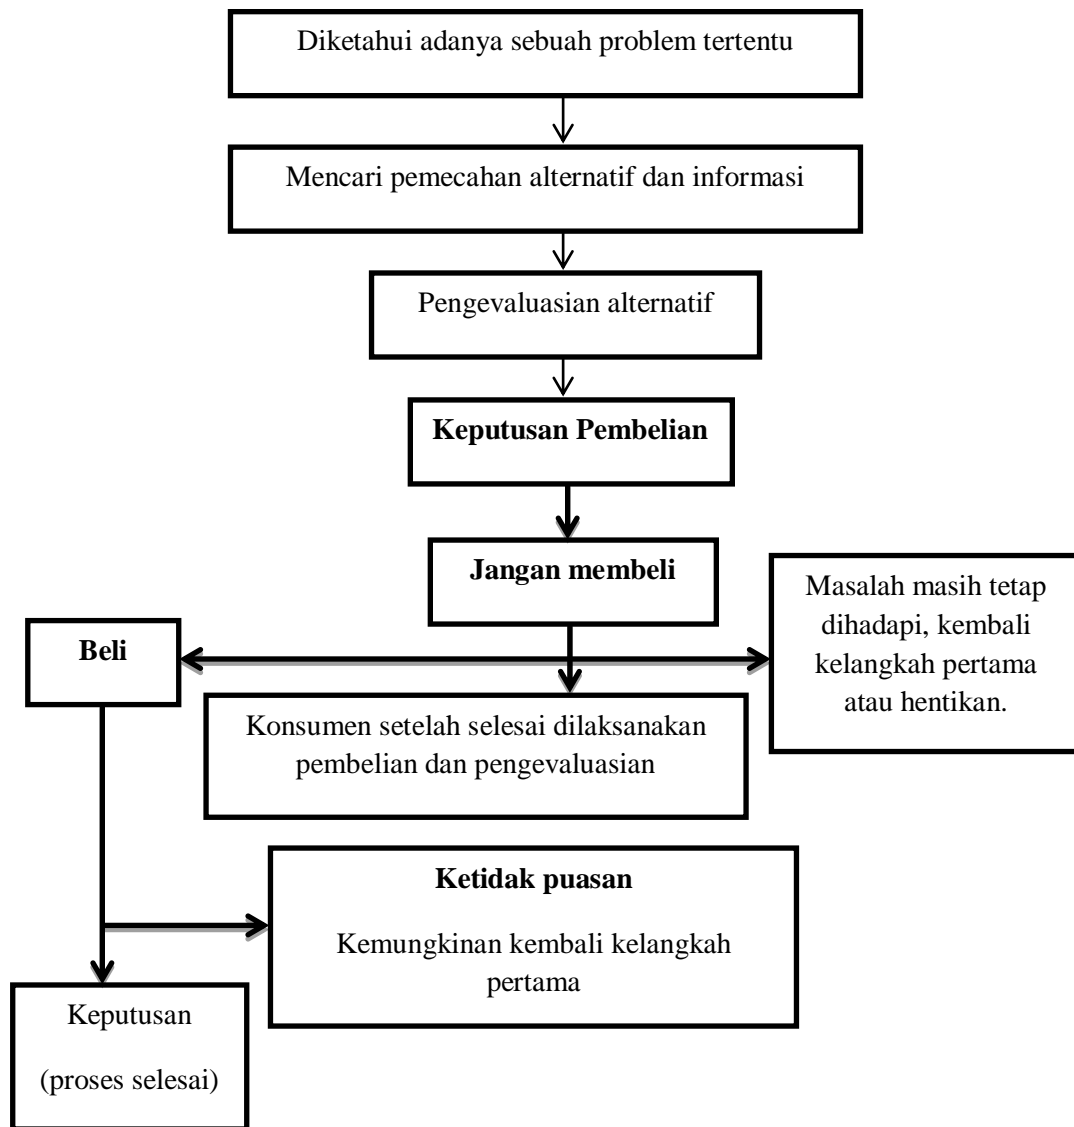 Diketahui adanya sebuah problem tertentu
Mencari pemecahan alternatif dan informasi
Pengevaluasian alternatif
Keputusan Pembelian
Jangan membeli
Masalah masih tetap
dihadapi, kembali
kelangkah pertama
atau hentikan.
Beli
Konsumen setelah selesai dilaksanakan
pembelian dan pengevaluasian
Ketidak puasan
Kemungkinan kembali kelangkah
pertama
Keputusan
(proses selesai)